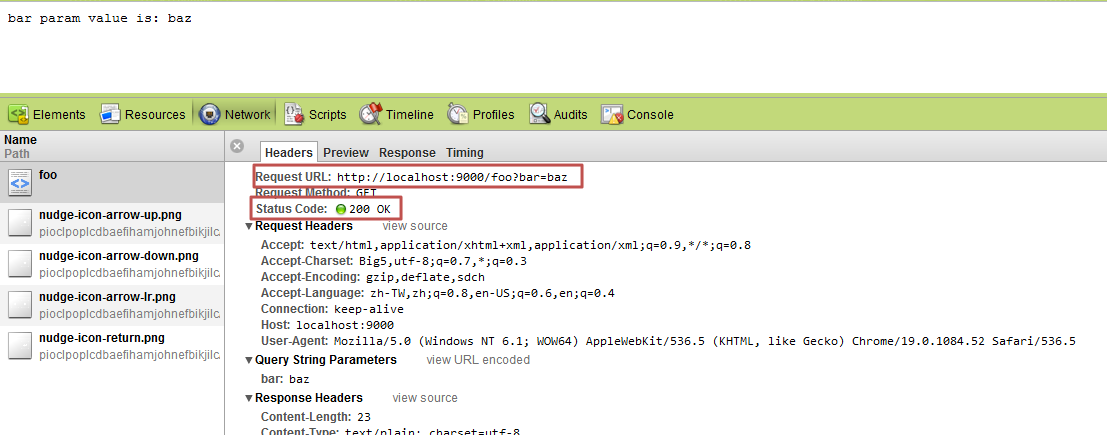 bar param value is: baz
Elements Resources Network Scripts Timeline Profiles Audits Console
Name
Path
foo
nudge-icon-arrow-up.png
pioclpoplcdbaefihamjohnefbikjilc
nudge-icon-arrow-down.png
pioclpoplcdbaefihamjohnefbikjilc
nudge-icon-arrow-lr.png
pioclpoplcdbaefihamjohnefbikjilc
nudge-icon-return.png
pioclpoplcdbaefihamjohnefbikjilc
Headers Preview Response Timing
Request URL: http://localhost:9000/foo?bar=baz
Request Method: GET
Status Code: 200 OK
Request Headers view source
Accept: text/html,application/xhtml+xml,application/xml;q=0.9,*/*;q=0.8
Accept-Charset: Big5,utf-8;q=0.7,*;q=0.3
Accept-Encoding: gzip,deflate,sdch
Accept-Language: zh-TW,zh;q=0.8,en-US;q=0.6,en;q=0.4
Connection: keep-alive
Host: localhost:9000
User-Agent: Mozilla/5.0 (Windows NT 6.1; WOW64) AppleWebKit/536.5 (KHTML, like Gecko) Chrome/19.0.1084.52 Safari/536.5
Query String Parameters view URL encoded
bar: baz
Response Headers view source
Content-Length: 23
Content-Type: text/plain; charset=utf-8